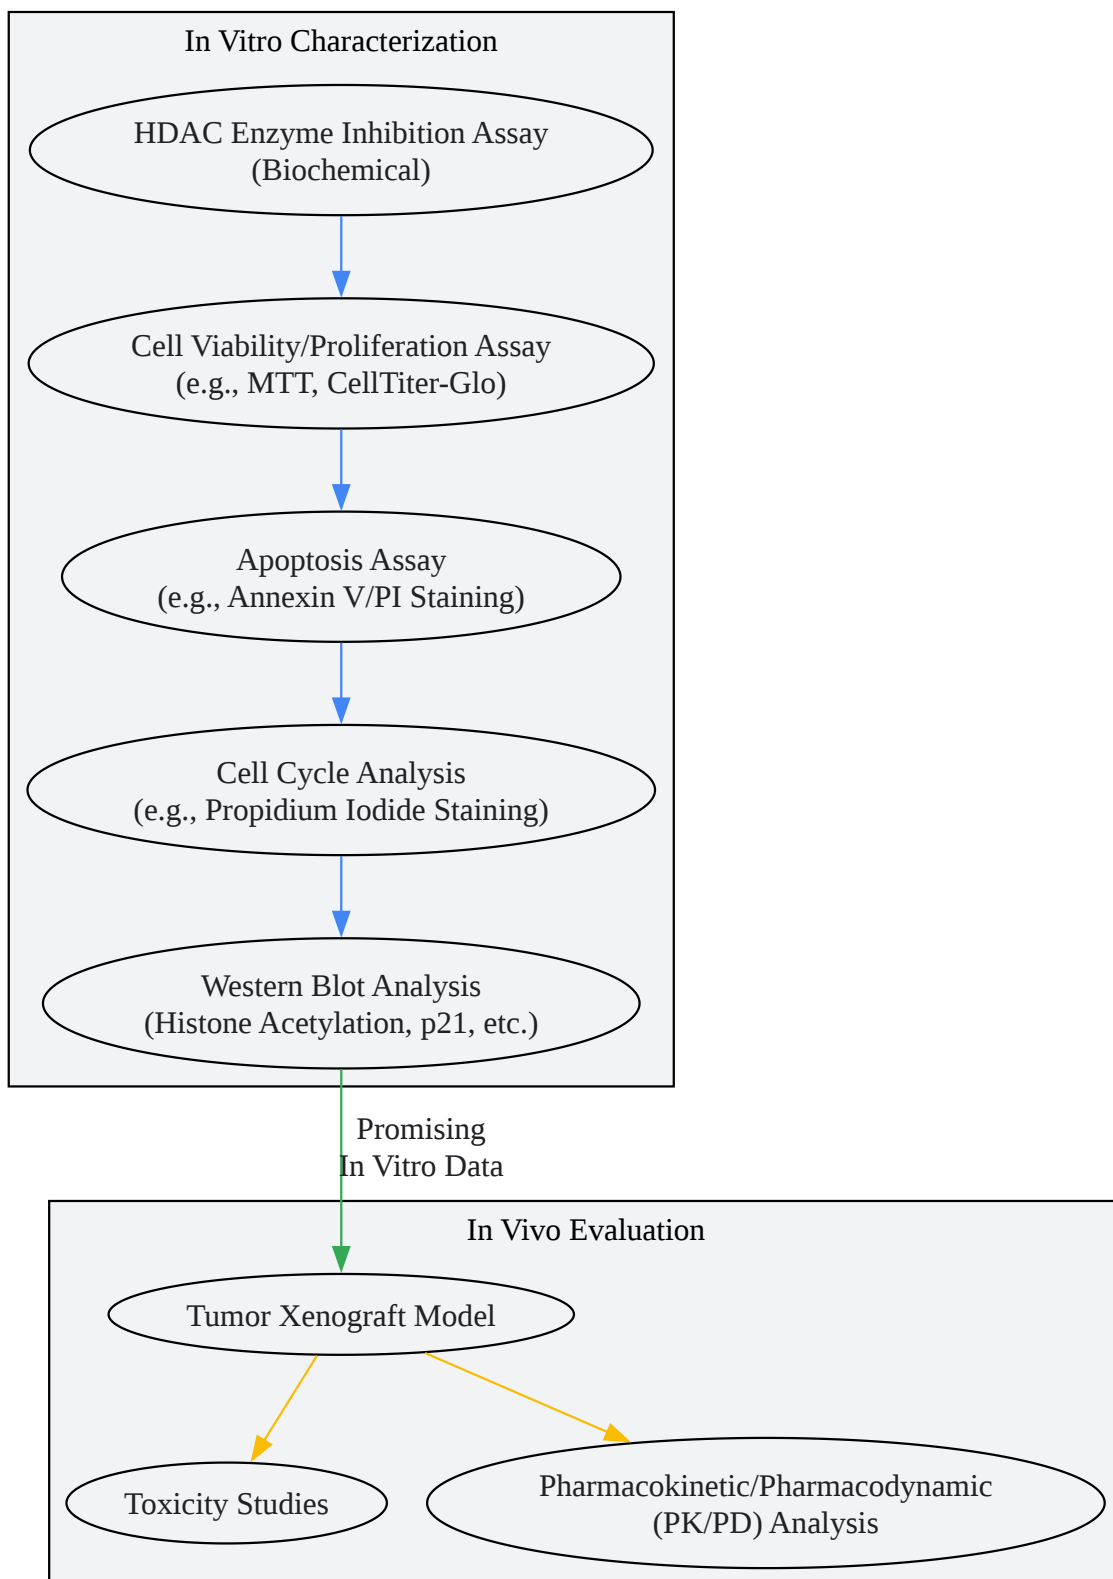 In Vitro Characterization
HDAC Enzyme Inhibition Assay
(Biochemical)
Cell Viability/Proliferation Assay
(e.g., MTT, CellTiter-Glo)
Apoptosis Assay
(e.g., Annexin V/PI Staining)
Cell Cycle Analysis
(e.g., Propidium Iodide Staining)
Western Blot Analysis
(Histone Acetylation, p21, etc.)
Promising
In Vitro Data
In Vivo Evaluation
Tumor Xenograft Model
Toxicity Studies
Pharmacokinetic/Pharmacodynamic
(PK/PD) Analysis